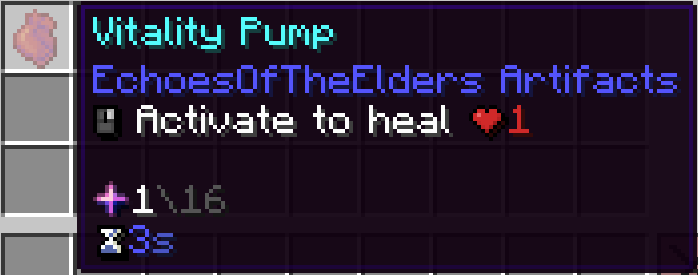 Vitality Pump
EchoesOfTheElders Artifacts
Activate to heal 1
1\16
3s